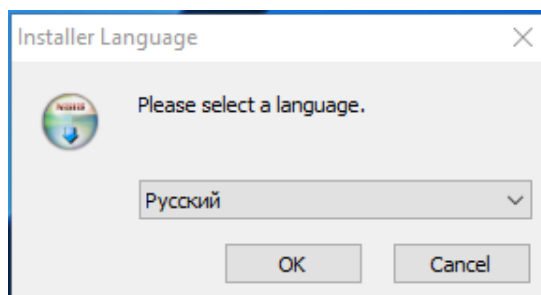 Installer Language
Please select a language.
Русский
OK
Cancel